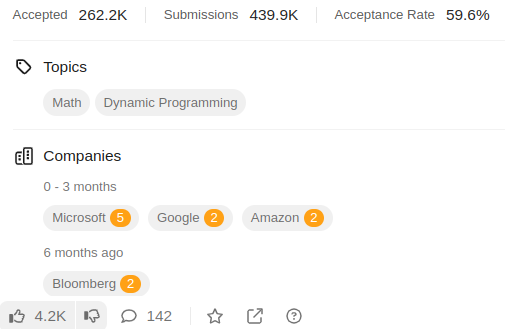 Accepted 262.2K Submissions 439.9K Acceptance Rate 59.6%
Topics
Math Dynamic Programming
Companies
0 - 3 months
Microsoft 5 Google 2 Amazon 2
6 months ago
Bloomberg 2
4.2K 142